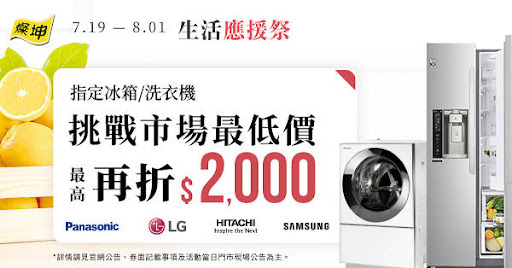 燦坤
7.19 — 8.01 生活應援祭
指定冰箱/洗衣機
挑戰市場最低價
最高 再折 $2,000
Panasonic LG HITACHI SAMSUNG
Inspire the Next
*詳情請見官網公告、券面記載事項及活動當日門市現場公告為主。